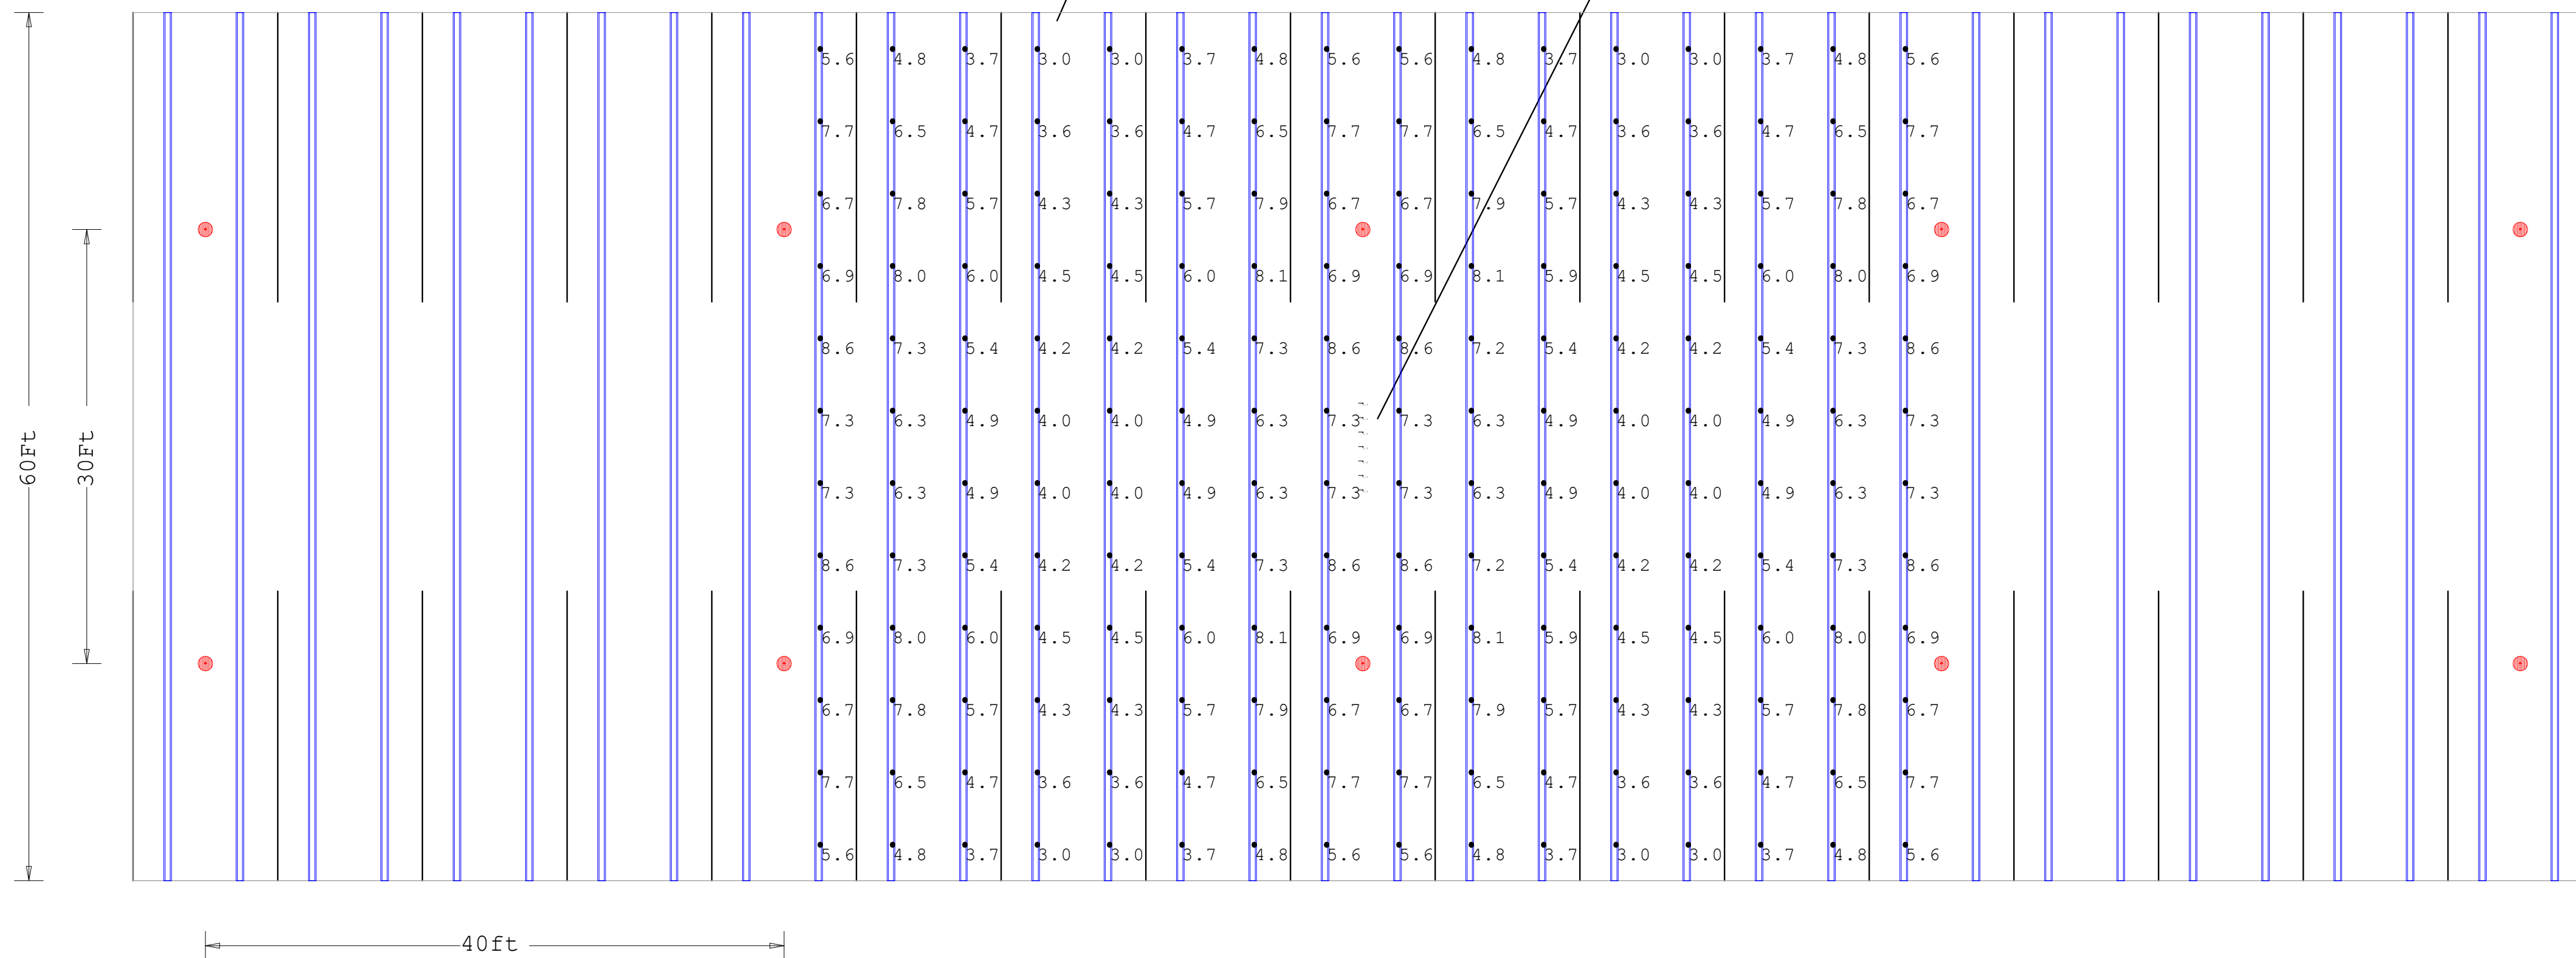 5.6 4.8 3.7 3.0 3.0 3.7 4.8 5.6 5.6 4.8 3.7 3.0 3.0 3.7 4.8 5.6
7.7 6.5 4.7 3.6 3.6 4.7 6.5 7.7 7.7 6.5 4.7 3.6 3.6 4.7 6.5 7.7
6.7 7.8 5.7 4.3 4.3 5.7 7.9 6.7 6.7 7.9 5.7 4.3 4.3 5.7 7.8 6.7
6.9 8.0 6.0 4.5 4.5 6.0 8.1 6.9 6.9 8.1 5.9 4.5 4.5 6.0 8.0 6.9
8.6 7.3 5.4 4.2 4.2 5.4 7.3 8.6 8.6 7.2 5.4 4.2 4.2 5.4 7.3 8.6
7.3 6.3 4.9 4.0 4.0 4.9 6.3 7.3 7.3 6.3 4.9 4.0 4.0 4.9 6.3 7.3
60Ft
30Ft
7.3 6.3 4.9 4.0 4.0 4.9 6.3 7.3 7.3 6.3 4.9 4.0 4.0 4.9 6.3 7.3
8.6 7.3 5.4 4.2 4.2 5.4 7.3 8.6 8.6 7.2 5.4 4.2 4.2 5.4 7.3 8.6
6.9 8.0 6.0 4.5 4.5 6.0 8.1 6.9 6.9 8.1 5.9 4.5 4.5 6.0 8.0 6.9
6.7 7.8 5.7 4.3 4.3 5.7 7.9 6.7 6.7 7.9 5.7 4.3 4.3 5.7 7.8 6.7
7.7 6.5 4.7 3.6 3.6 4.7 6.5 7.7 7.7 6.5 4.7 3.6 3.6 4.7 6.5 7.7
5.6 4.8 3.7 3.0 3.0 3.7 4.8 5.6 5.6 4.8 3.7 3.0 3.0 3.7 4.8 5.6
40ft